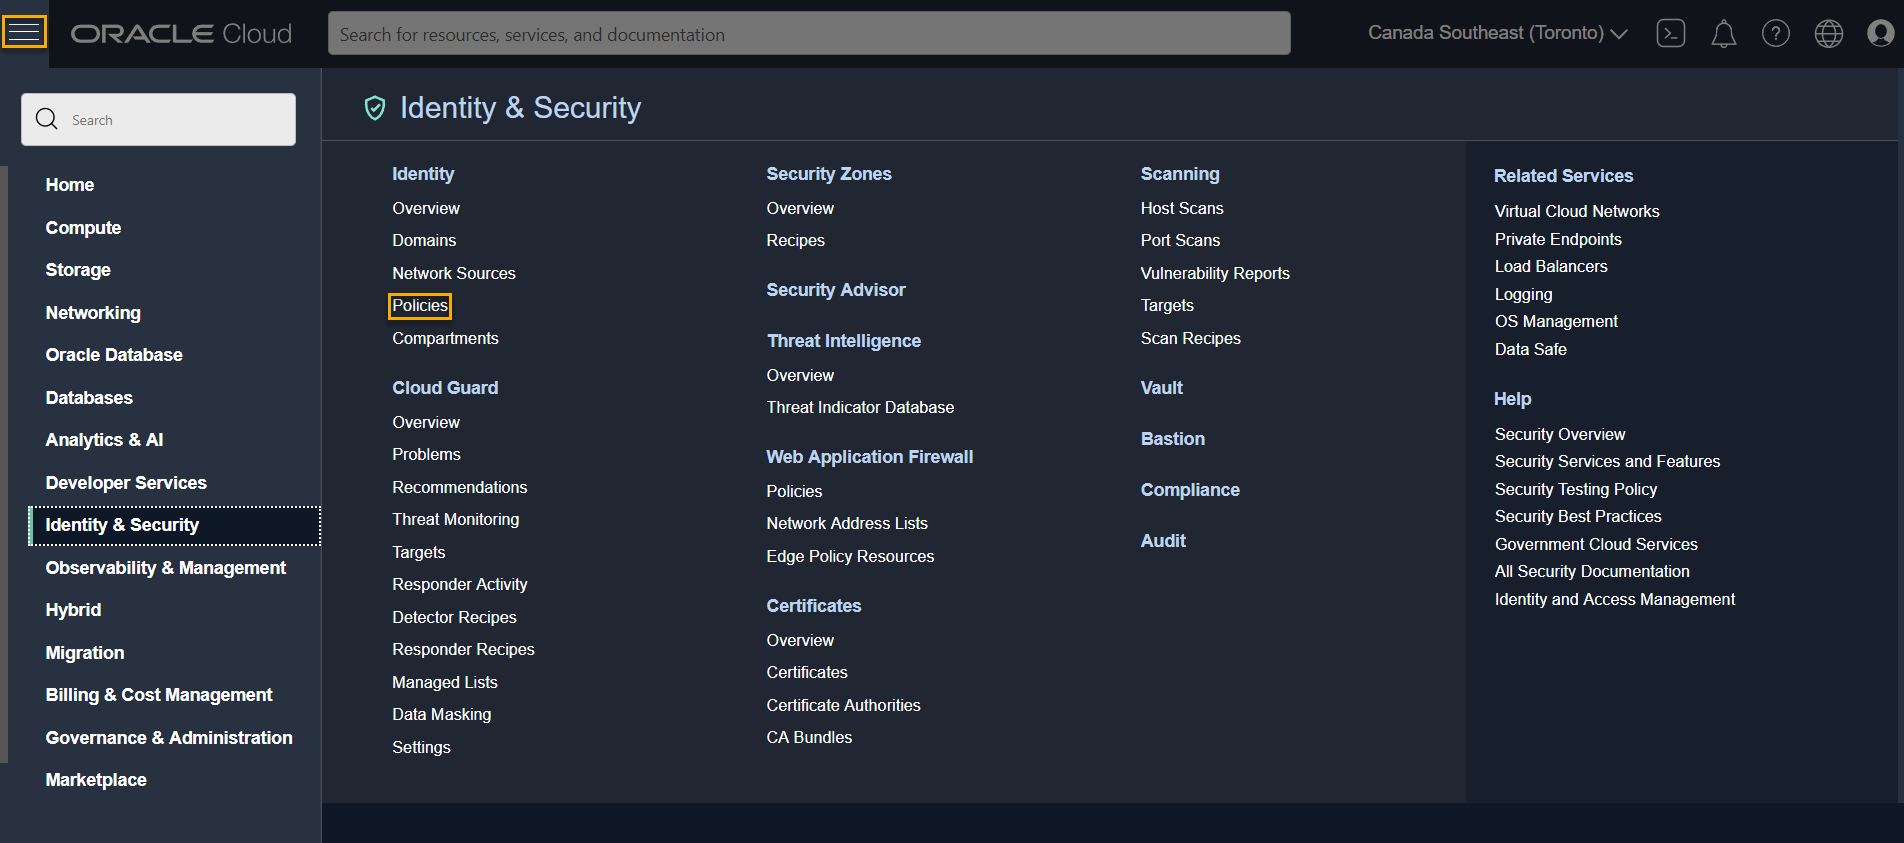 ORACLE Cloud
Search for resources, services, and documentation
Canada Southeast (Toronto)
Search
Home
Compute
Storage
Networking
Oracle Database
Databases
Analytics & AI
Developer Services
Identity & Security
Observability & Management
Hybrid
Migration
Billing & Cost Management
Governance & Administration
Marketplace
Identity & Security
Identity
Overview
Domains
Network Sources
Policies
Compartments
Cloud Guard
Overview
Problems
Recommendations
Threat Monitoring
Targets
Responder Activity
Detector Recipes
Responder Recipes
Managed Lists
Data Masking
Settings
Security Zones
Overview
Recipes
Security Advisor
Threat Intelligence
Overview
Threat Indicator Database
Web Application Firewall
Policies
Network Address Lists
Edge Policy Resources
Certificates
Overview
Certificates
Certificate Authorities
CA Bundles
Scanning
Host Scans
Port Scans
Vulnerability Reports
Targets
Scan Recipes
Vault
Bastion
Compliance
Audit
Related Services
Virtual Cloud Networks
Private Endpoints
Load Balancers
Logging
OS Management
Data Safe
Help
Security Overview
Security Services and Features
Security Testing Policy
Security Best Practices
Government Cloud Services
All Security Documentation
Identity and Access Management